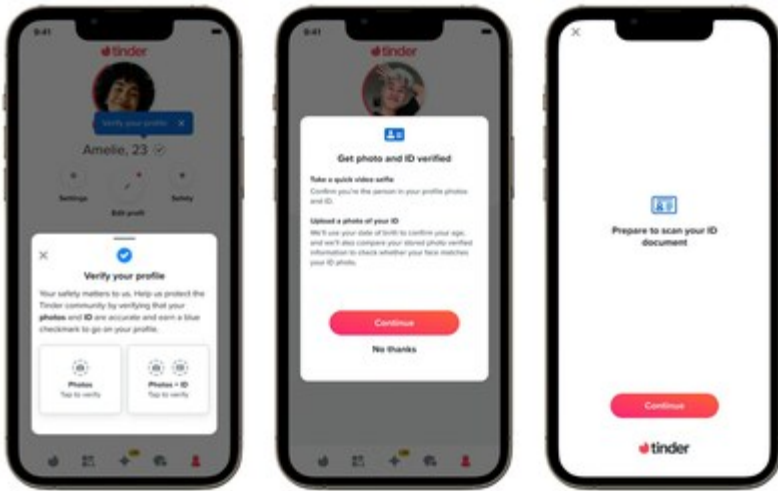 9:41
tinder
Verify your profile
Amelie, 23
Settings
Edit profil
Safety
Verify your profile
Your safety matters to us. Help us protect the
Tinder community by verifying that your
photos and ID are accurate and earn a blue
checkmark to go on your profile.
Photos
Tap to verify
Photos + ID
Tap to verify
9:41
tinder
Get photo and ID verified
Take a quick video selfie
Confirm you're the person in your profile photos
and ID.
Upload a photo of your ID
We'll use your date of birth to confirm your age,
and we'll also compare your stored photo verified
information to check whether your face matches
your ID photo.
Continue
No thanks
Prepare to scan your ID
document
Continue
tinder